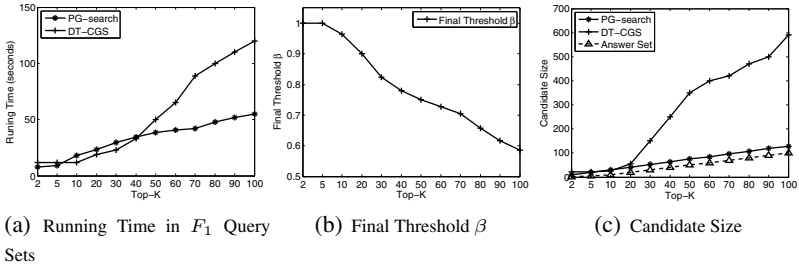 PG-search
DT-CGS
150
100
50
0
2 5 10 20 30 40 50 60 70 80 90 100
Top-K
Runing Time (seconds)
Final Threshold β
1
0.9
0.8
0.7
0.6
0.5
2 5 10 20 30 40 50 60 70 80 90 100
Top-K
Final Threshold β
PG-search
DT-CGS
Answer Set
700
600
500
400
300
200
100
0
2 5 10 20 30 40 50 60 70 80 90 100
Top-K
Candidate Size
(a) Running Time in F₁ Query
Sets
(b) Final Threshold β
(c) Candidate Size